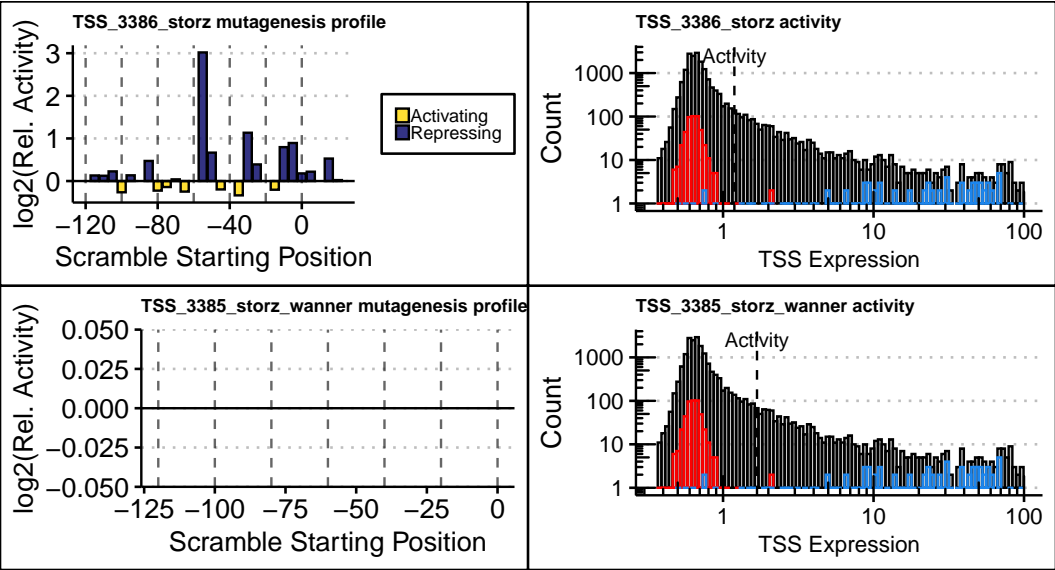 TSS_3386_storz mutagenesis profile
log2(Rel. Activity)
3
2
1
0
−120
−80
−40
0
Scramble Starting Position
Activating
Repressing
TSS_3386_storz activity
Activity
Count
1000
100
10
1
1
10
100
TSS Expression
TSS_3385_storz_wanner mutagenesis profile
log2(Rel. Activity)
0.050
0.025
0.000
−0.025
−0.050
−125
−100
−75
−50
−25
0
Scramble Starting Position
TSS_3385_storz_wanner activity
Activity
Count
1000
100
10
1
1
10
100
TSS Expression